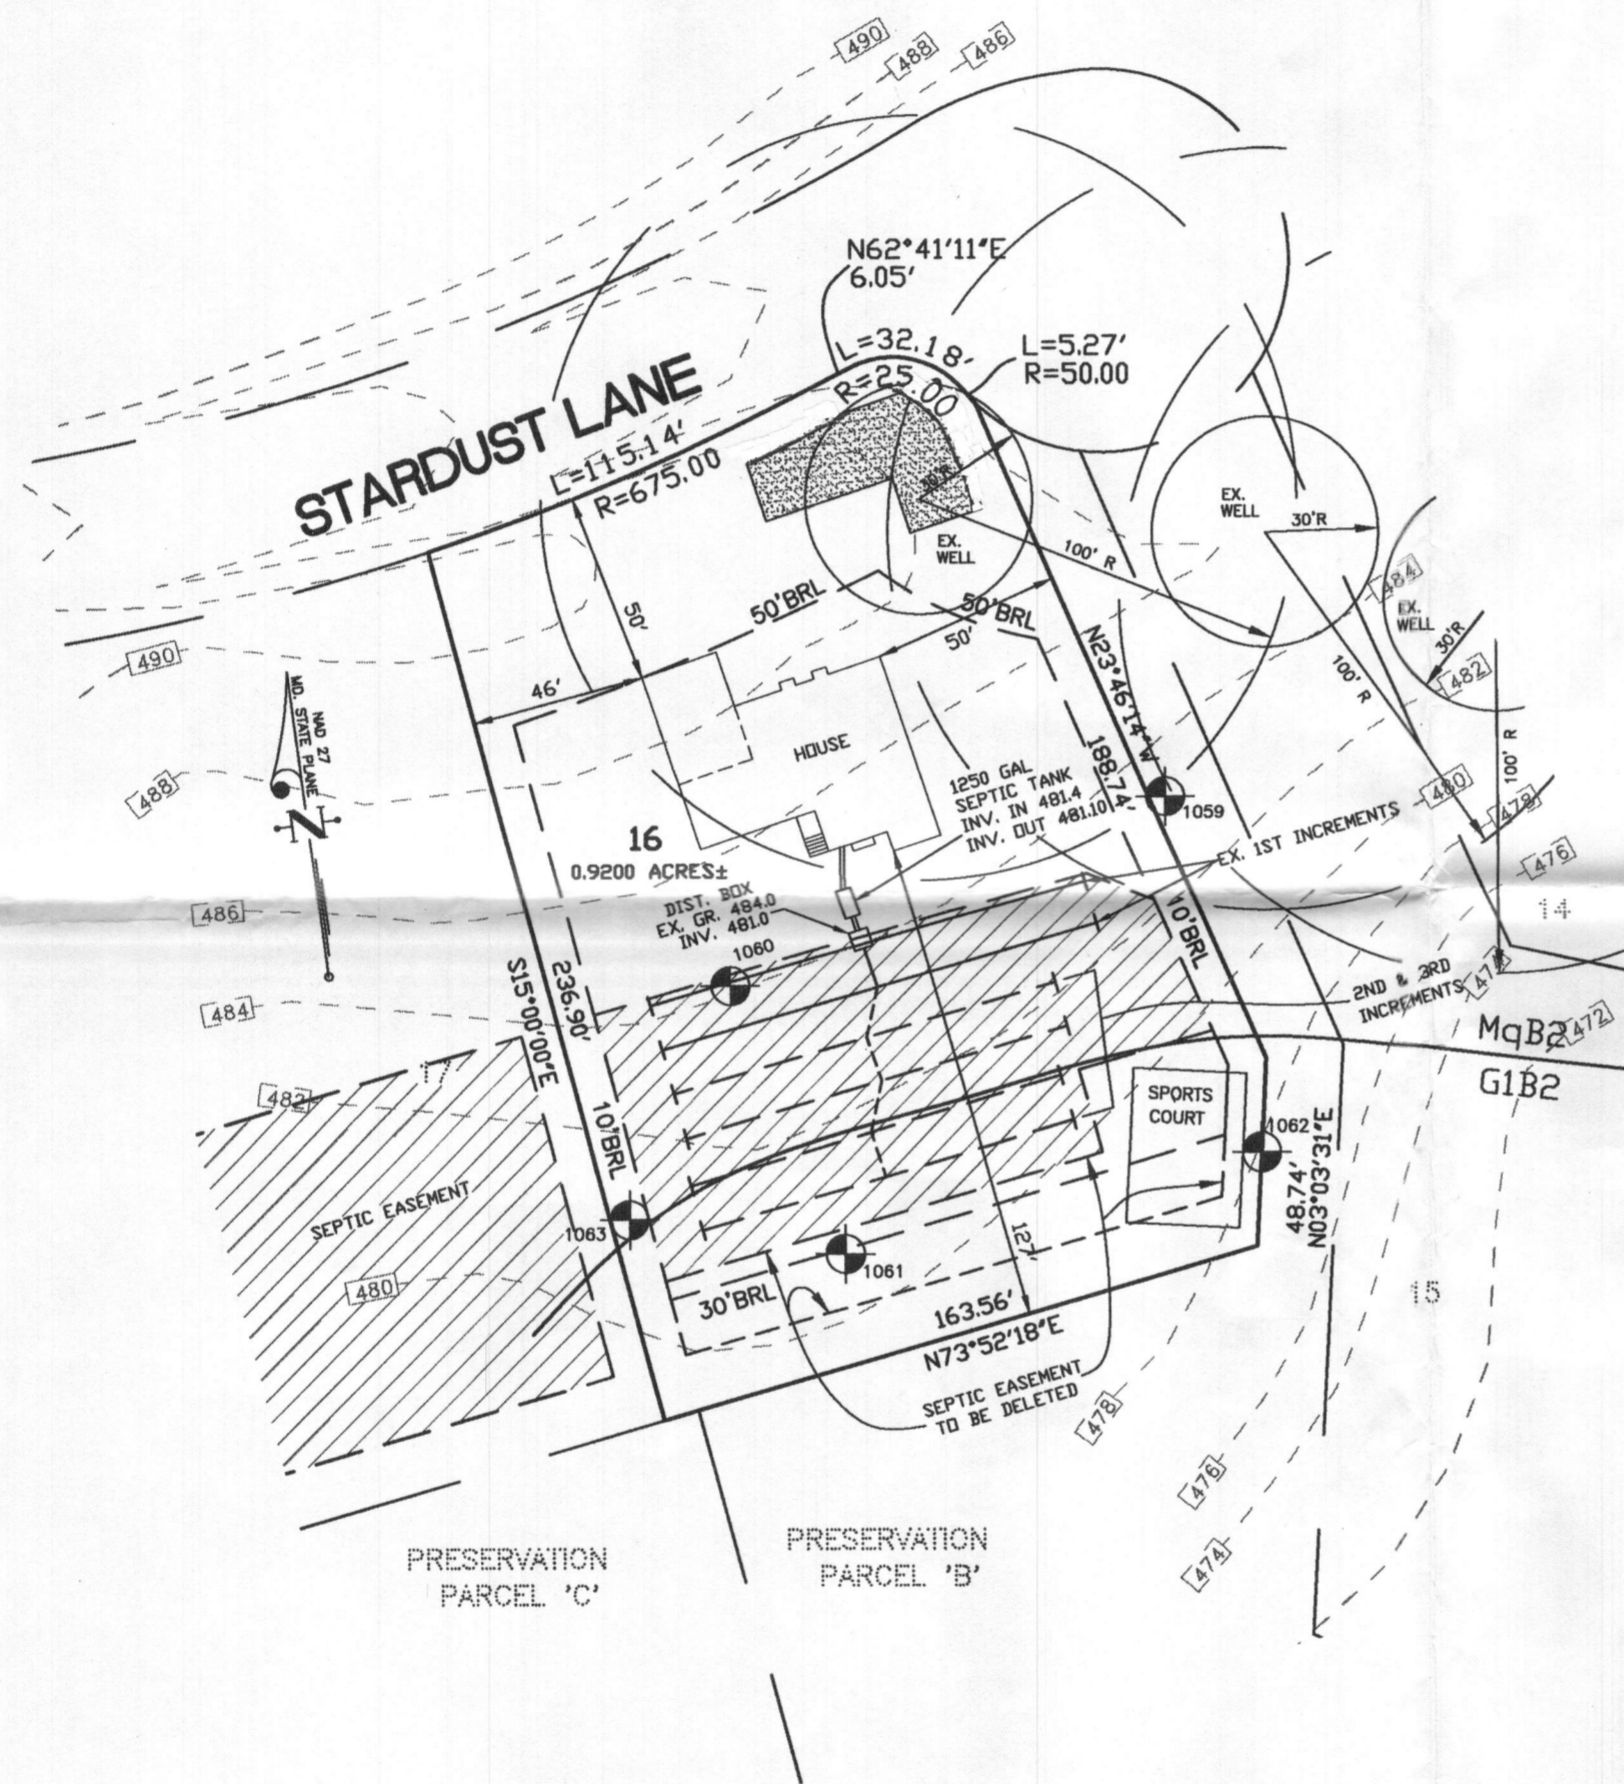 490
488
486
N62°41'11"E
6.05'
L=32.18'
R=25.00
L=5.27'
R=50.00
STARDUST LANE
L=115.14'
R=675.00
30'R
EX.
WELL
100' R
EX.
WELL
30'R
100' R
484
EX.
WELL
30'R
482
100' R
50'
50'BRL
50'BRL
50'
46'
490
MD. STATE PLANE
NAD 27
N
488
HOUSE
N23°46'14"W
188.74'
1059
1250 GAL
SEPTIC TANK
INV. IN 481.4
INV. OUT 481.10
EX. 1ST INCREMENTS
480
478
476
14
16
0.9200 ACRES±
DIST. BOX
EX. GR. 484.0
INV. 481.0
1060
486
484
10'BRL
2ND & 3RD
INCREMENTS
474
MqB2
472
G1B2
S15°00'00"E
236.90'
17
482
10'BRL
SPORTS
COURT
1062
48.74'
N03°03'31"E
SEPTIC EASEMENT
1063
480
1061
127'
30'BRL
163.56'
N73°52'18"E
15
SEPTIC EASEMENT
TO BE DELETED
478
476
474
PRESERVATION
PARCEL 'C'
PRESERVATION
PARCEL 'B'